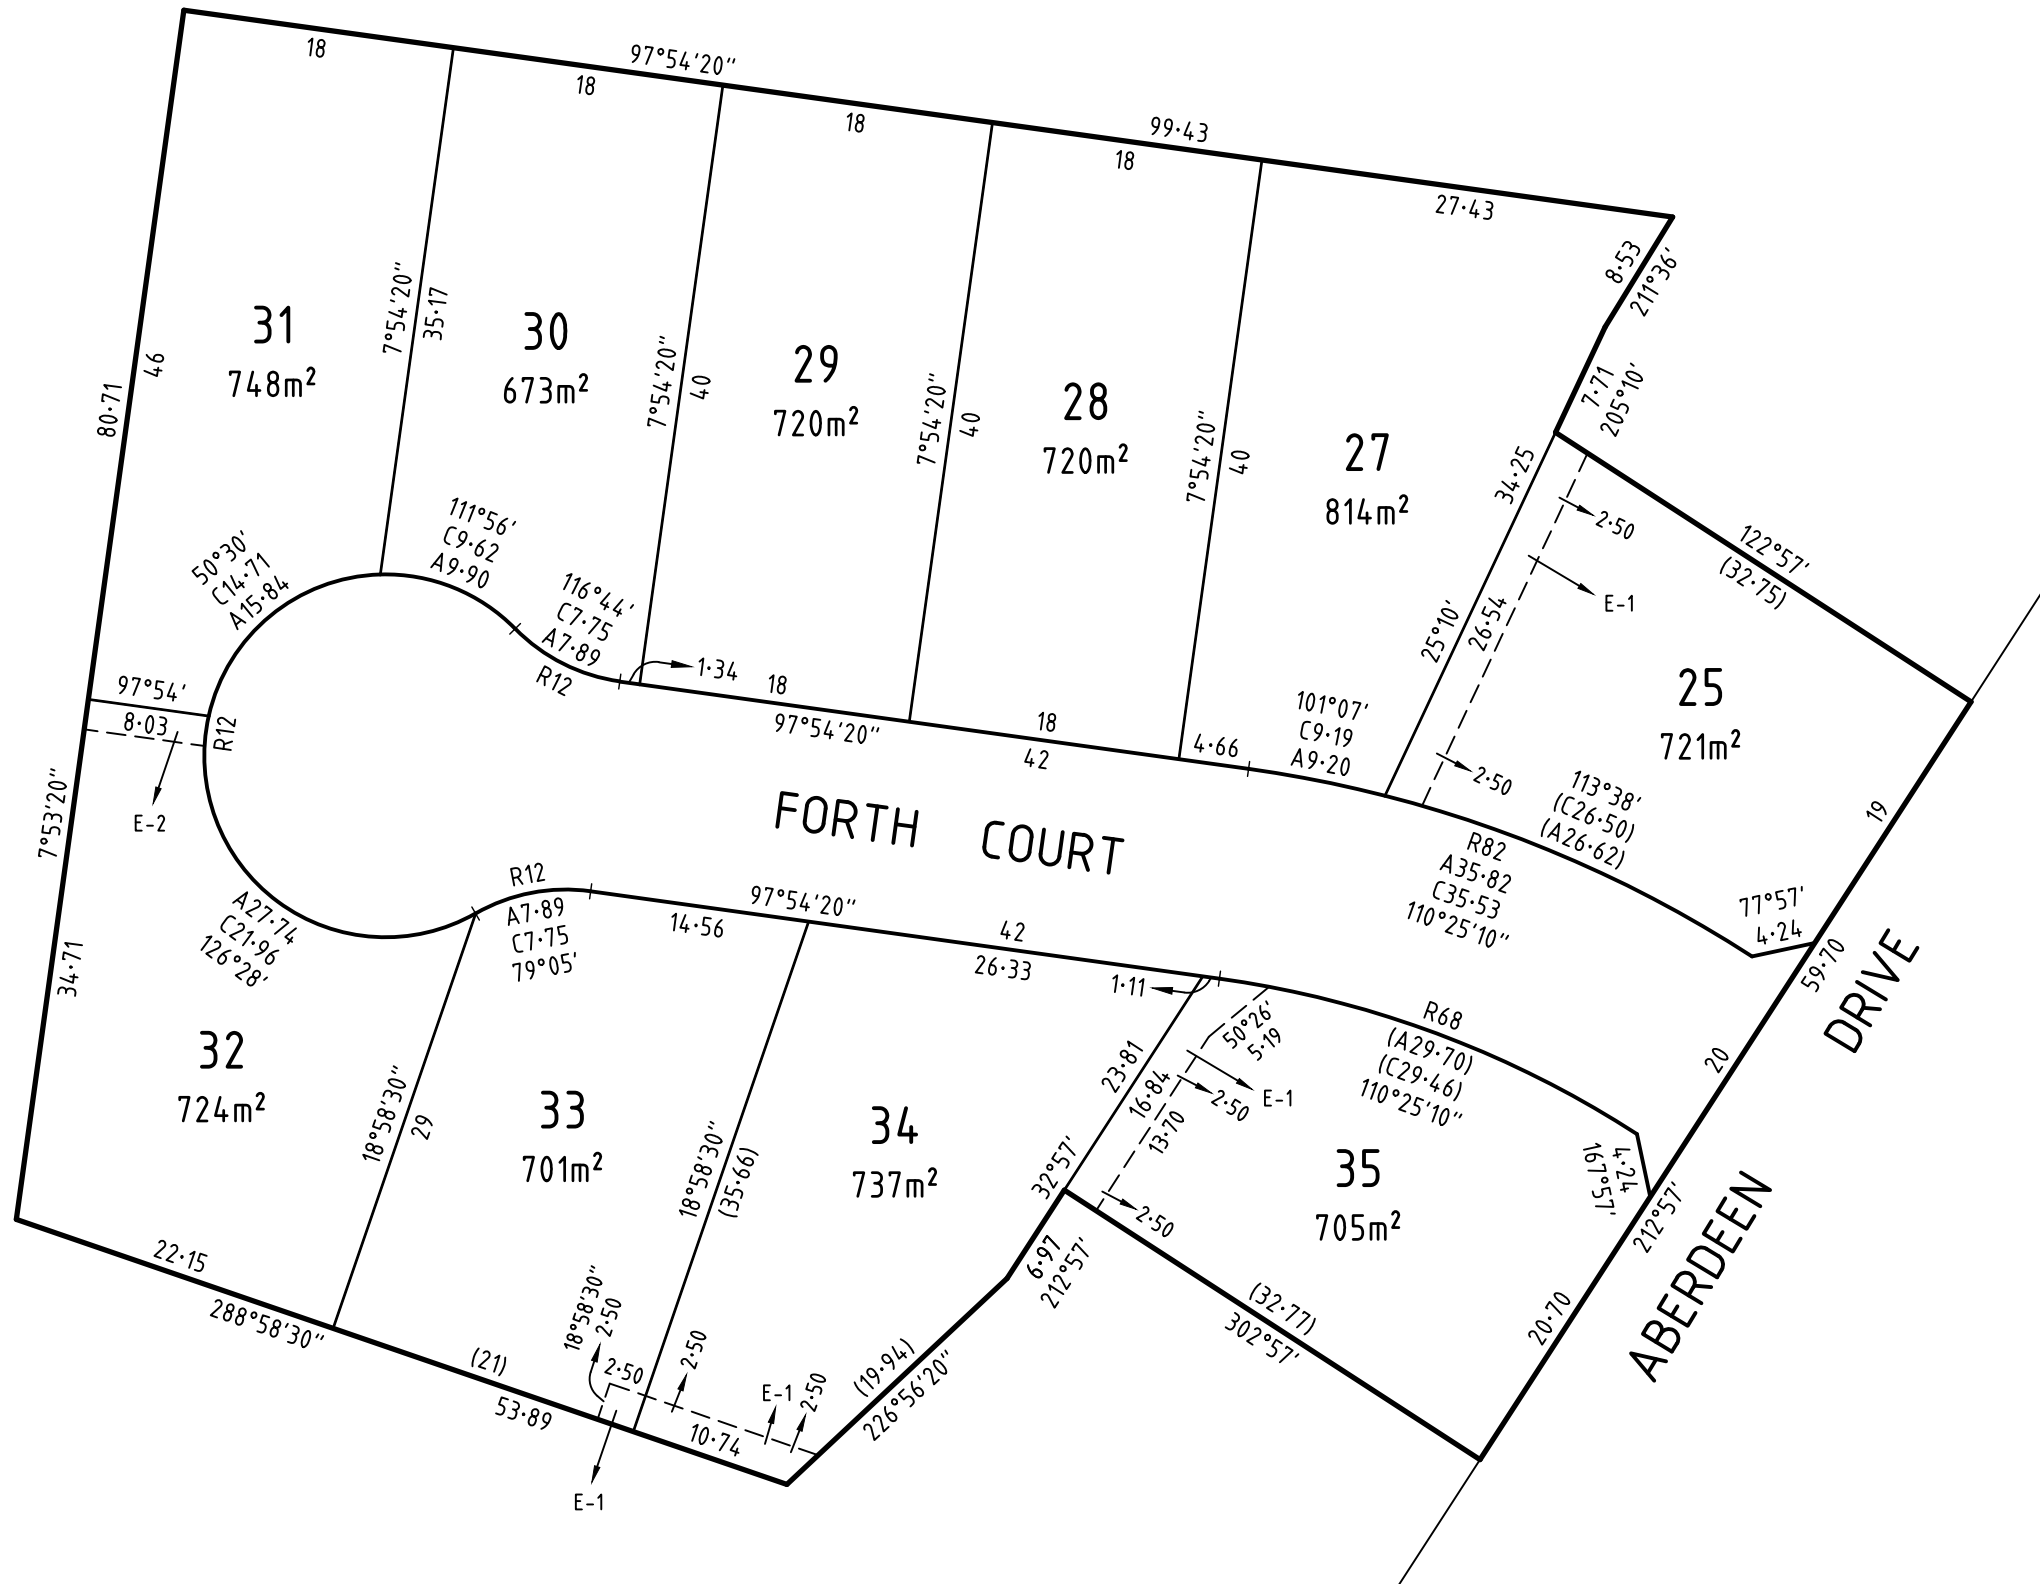 18
97°54'20"
18
18
99·43
18
27·43
8·53
211°36'
7·71
205°10'
80·71
46
31
748m²
7°54'20"
35·17
30
673m²
7°54'20"
40
29
720m²
7°54'20"
40
28
720m²
7°54'20"
40
27
814m²
34·25
25°10'
26·54
2·50
E-1
122°57'
(32·75)
25
721m²
2·50
19
50°30'
C14·71
A15·84
111°56'
C9·62
A9·90
116°44'
C7·75
A7·89
R12
1·34
18
97°54'20"
18
42
4·66
101°07'
C9·19
A9·20
113°38'
(C26·50)
(A26·62)
R82
A35·82
C35·53
110°25'10"
77°57'
4·24
97°54'
8·03
R12
E-2
7°53'20"
34·71
FORTH COURT
59·70
DRIVE
R12
A7·89
C7·75
79°05'
A27·74
C21·96
126°28'
97°54'20"
14·56
42
26·33
1·11
50°26'
5·19
R68
(A29·70)
(C29·46)
110°25'10"
20
32
724m²
18°58'30"
29
33
701m²
18°58'30"
(35·66)
34
737m²
23·81
32°57'
16·84
13·70
2·50
E-1
2·50
35
705m²
4·24
167°57'
212°57'
ABERDEEN
20·70
22·15
288°58'30"
(21)
53·89
18°58'30"
2·50
2·50
2·50
E-1
2·50
10·74
E-1
(19·94)
226°56'20"
6·97
212°57'
(32·77)
302°57'